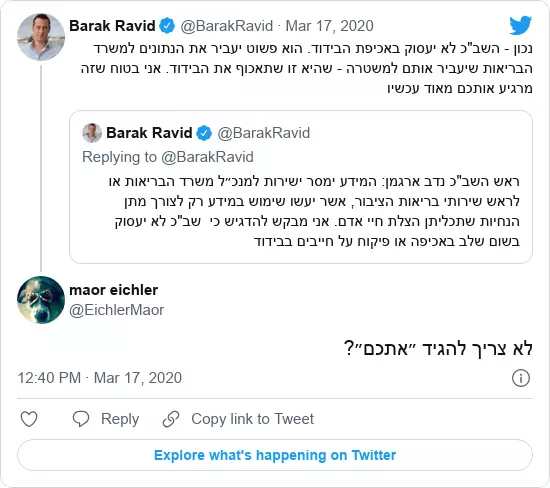 Barak Ravid @BarakRavid · Mar 17, 2020
נכון - השב"כ לא יעסוק באכיפת הבידוד. הוא פשוט יעביר את הנתונים למשרד
הבריאות שיעביר אותם למשטרה - שהיא זו שתאכוף את הבידוד. אני בטוח שזה
מרגיע אותכם מאוד עכשיו
Barak Ravid @BarakRavid
Replying to @BarakRavid
ראש השב"כ נדב ארגמן: המידע ימסר ישירות למנכ״ל משרד הבריאות או
לראש שירותי בריאות הציבור, אשר יעשו שימוש במידע רק לצורך מתן
הנחיות שתכליתן הצלת חיי אדם. אני מבקש להדגיש כי שב"כ לא יעסוק
בשום שלב באכיפה או פיקוח על חייבים בבידוד
maor eichler
@EichlerMaor
לא צריך להגיד ״אתכם״?
12:40 PM · Mar 17, 2020
Reply Copy link to Tweet
Explore what's happening on Twitter